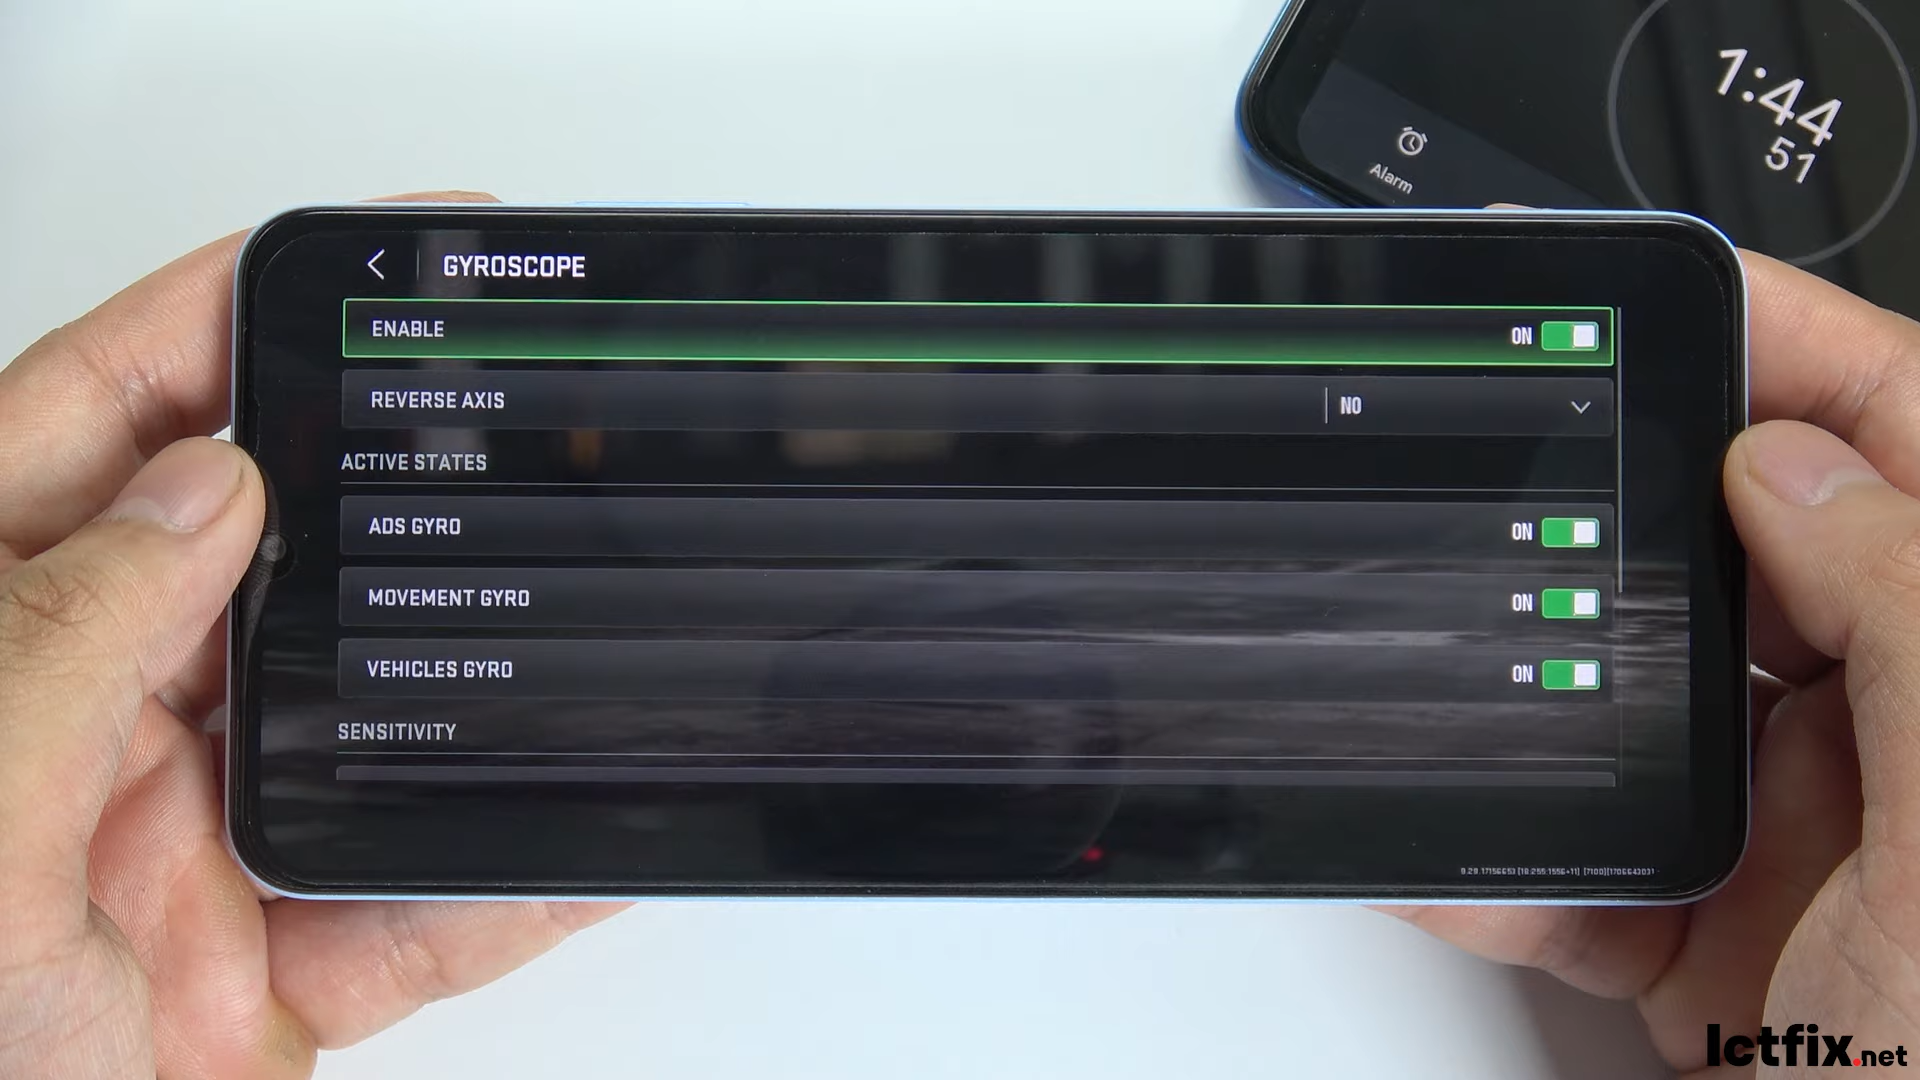 1:44
51
Alarm
GYROSCOPE
ENABLE ON
REVERSE AXIS NO
ACTIVE STATES
ADS GYRO ON
MOVEMENT GYRO ON
VEHICLES GYRO ON
SENSITIVITY
Ictfix.net